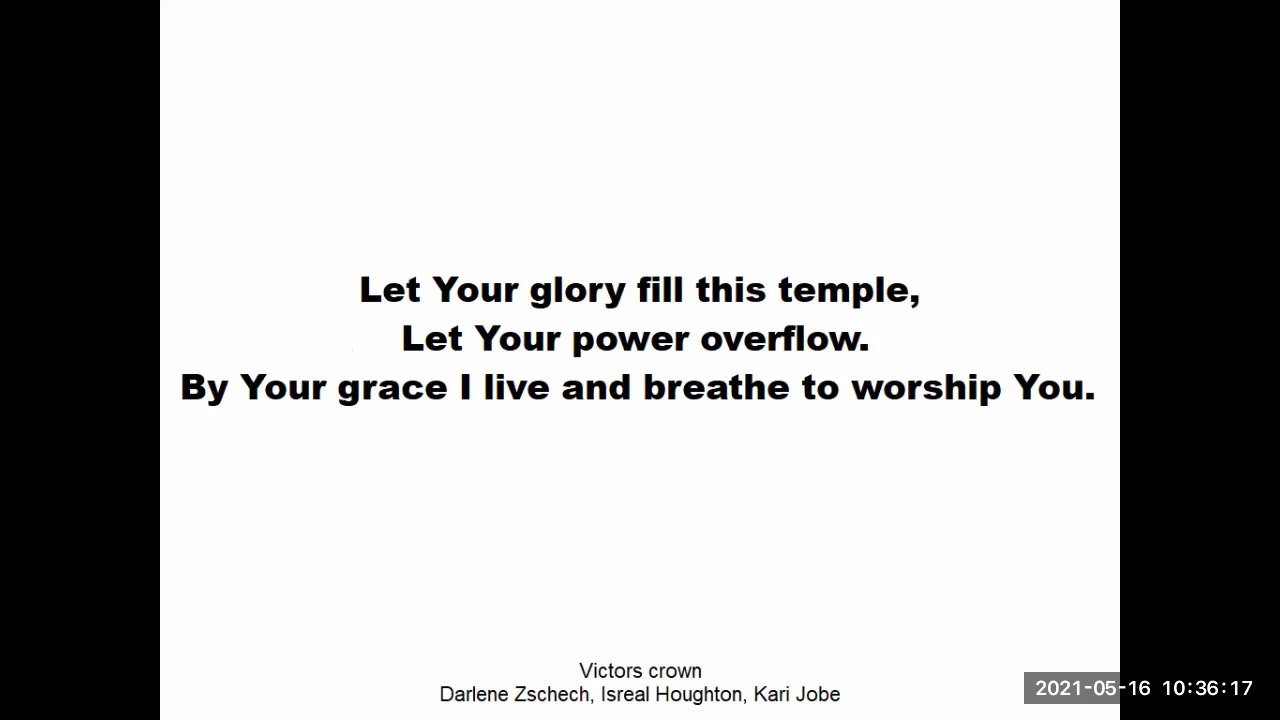 Let Your glory fill this temple,
Let Your power overflow.
By Your grace I live and breathe to worship You.
Victors crown
Darlene Zschech, Isreal Houghton, Kari Jobe
2021-05-16 10:36:17